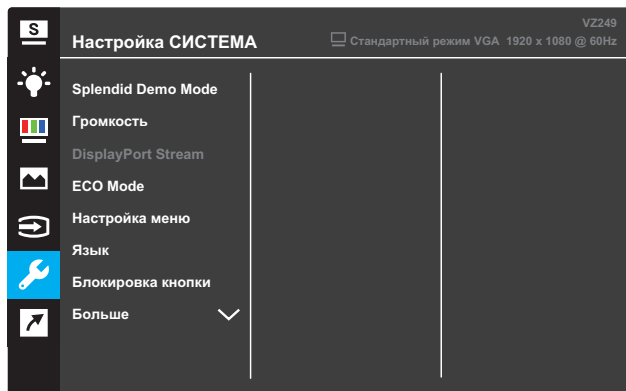 S
VZ249
Настройка СИСТЕМА
Стандартный режим VGA 1920 x 1080 @ 60Hz
Splendid Demo Mode
Громкость
DisplayPort Stream
ECO Mode
Настройка меню
Язык
Блокировка кнопки
Больше